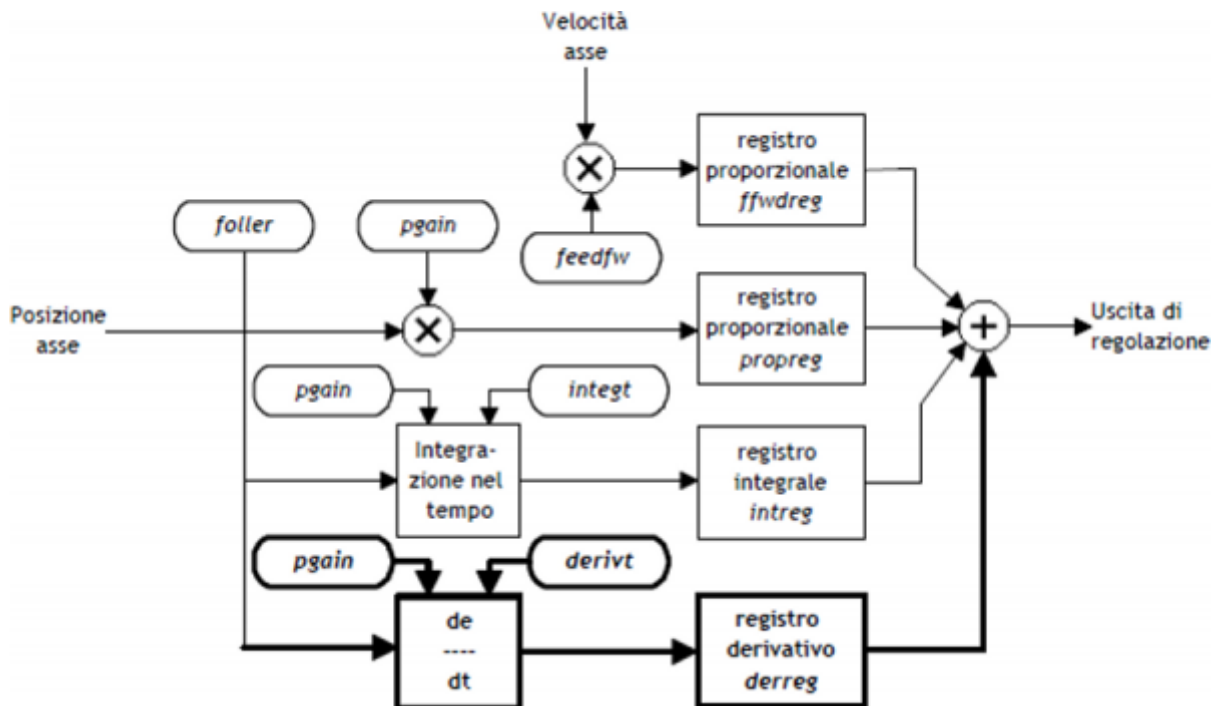 Velocità
asse
registro
proporzionale
ffwdreg
foller
pgain
feedfw
Posizione
asse
registro
proporzionale
propreg
Uscita di
regolazione
pgain
integt
Integra-
zione nel
tempo
registro
integrale
intreg
pgain
derivt
de
----
dt
registro
derivativo
derreg